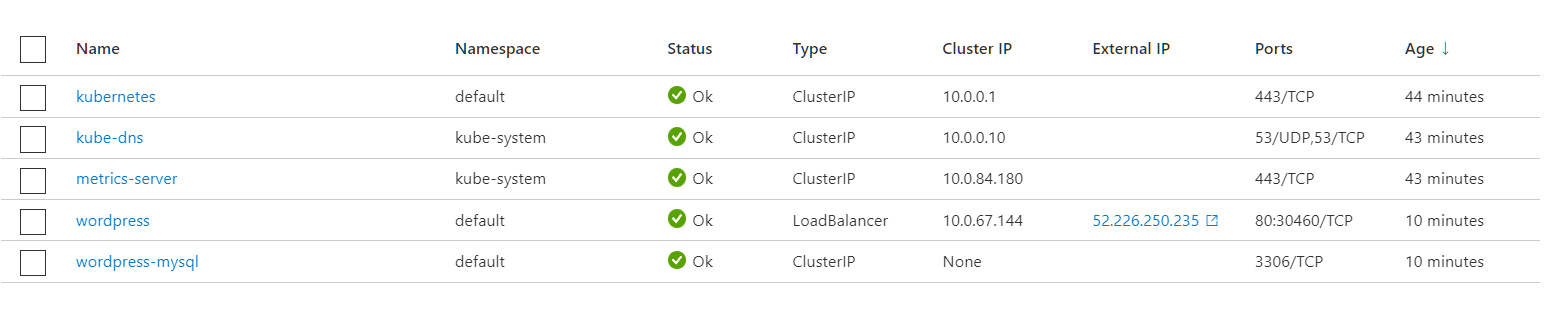 Name Namespace Status Type Cluster IP External IP Ports Age ↓
kubernetes default Ok ClusterIP 10.0.0.1 443/TCP 44 minutes
kube-dns kube-system Ok ClusterIP 10.0.0.10 53/UDP,53/TCP 43 minutes
metrics-server kube-system Ok ClusterIP 10.0.84.180 443/TCP 43 minutes
wordpress default Ok LoadBalancer 10.0.67.144 52.226.250.235 80:30460/TCP 10 minutes
wordpress-mysql default Ok ClusterIP None 3306/TCP 10 minutes